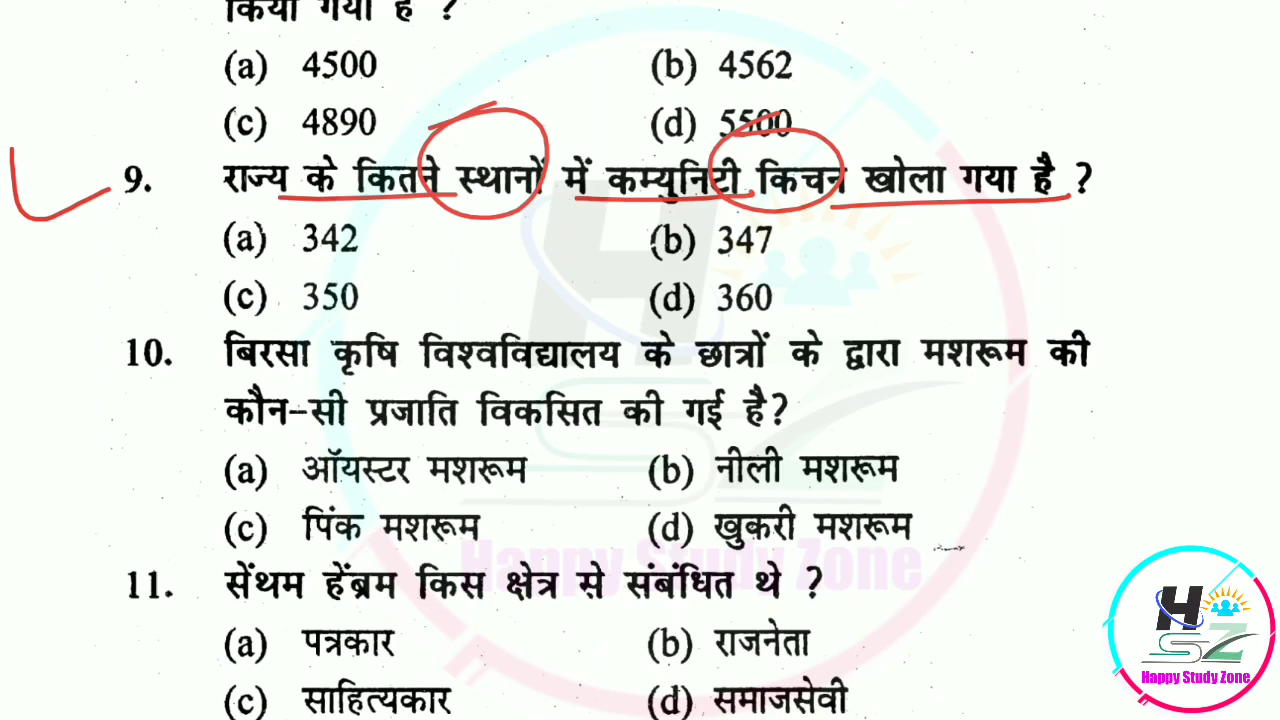 किया गया है ?
(a) 4500 (b) 4562
(c) 4890 (d) 5500
9. राज्य के कितने स्थानों में कम्युनिटी किचन खोला गया है ?
(a) 342 (b) 347
(c) 350 (d) 360
10. बिरसा कृषि विश्वविद्यालय के छात्रों के द्वारा मशरूम की
कौन-सी प्रजाति विकसित की गई है?
(a) ऑयस्टर मशरूम (b) नीली मशरूम
(c) पिंक मशरूम (d) खुकरी मशरूम
Happy Study Zone
11. सेंथम हेंब्रम किस क्षेत्र से संबंधित थे ?
(a) पत्रकार (b) राजनेता
(c) साहित्यकार (d) समाजसेवी
HSZ
Happy Study Zone